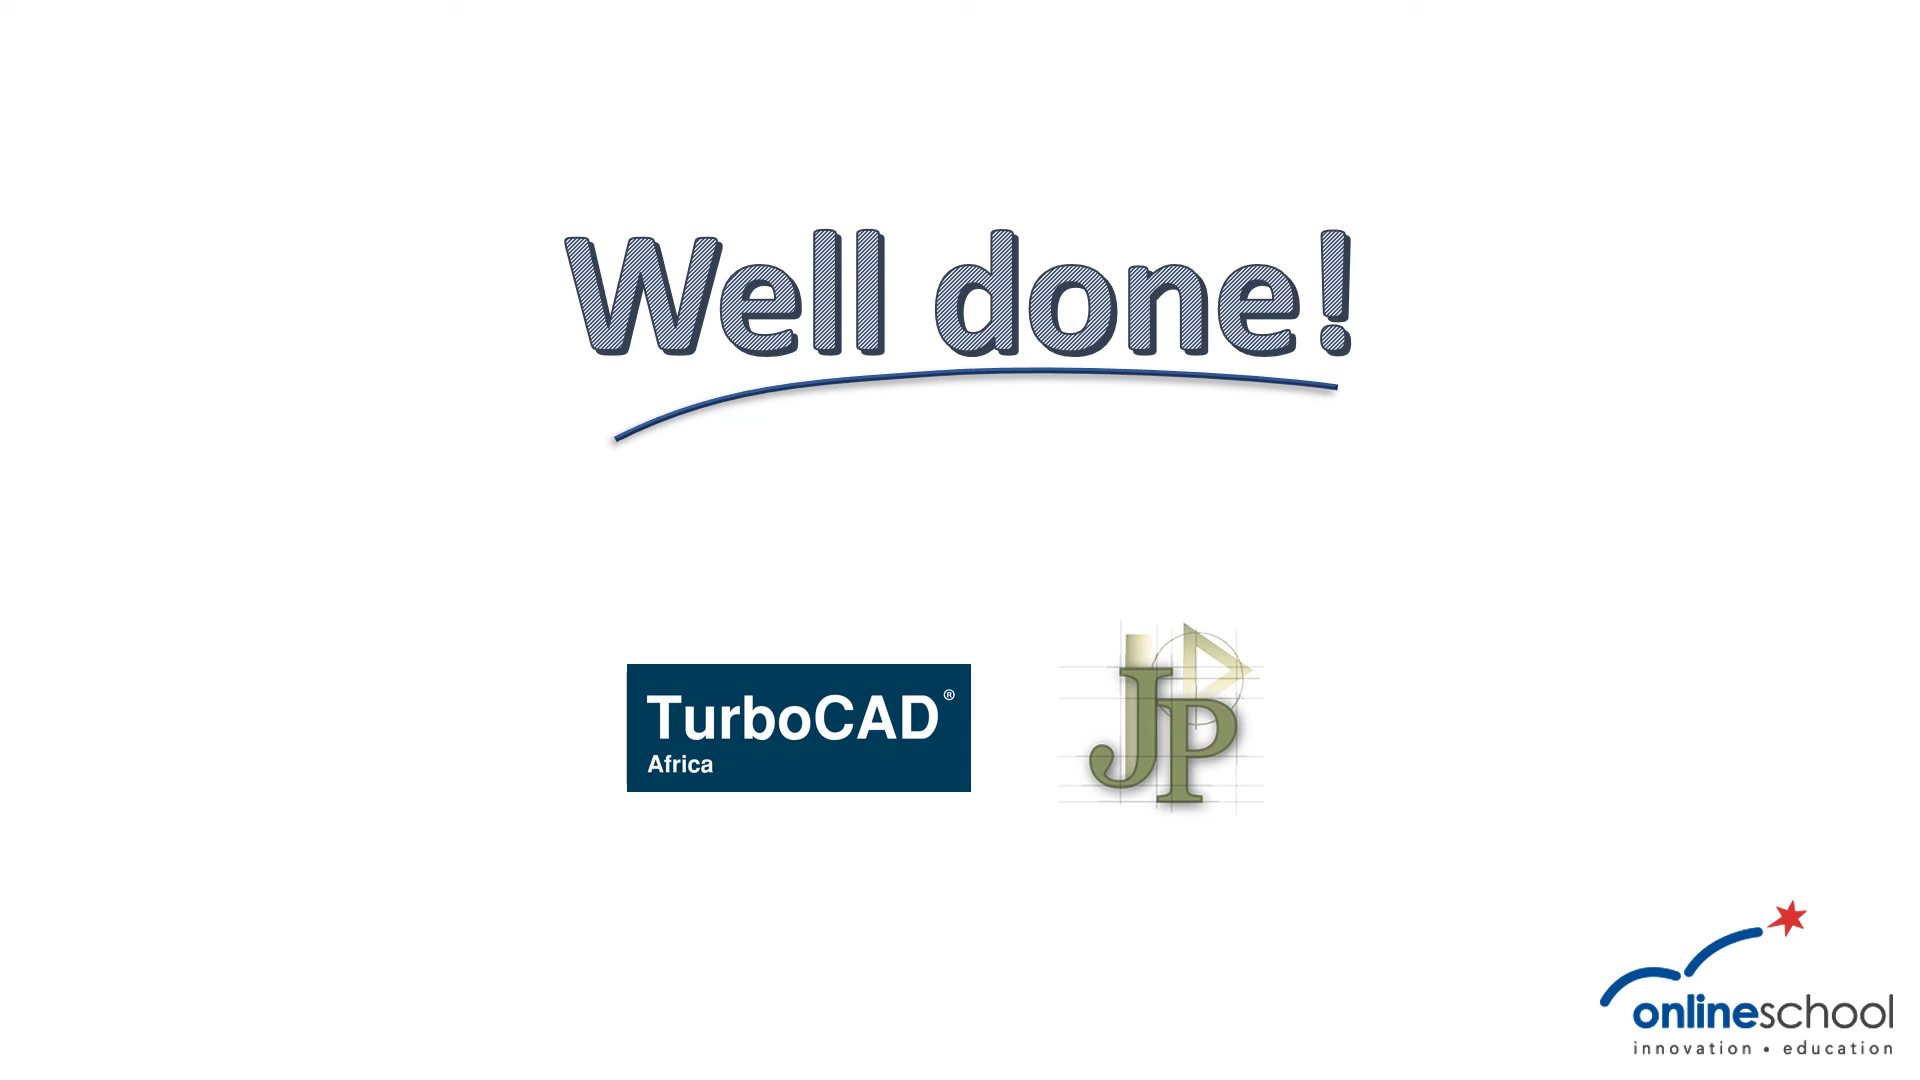 Well done!
TurboCAD®
Africa
JP
onlineschool
innovation • education